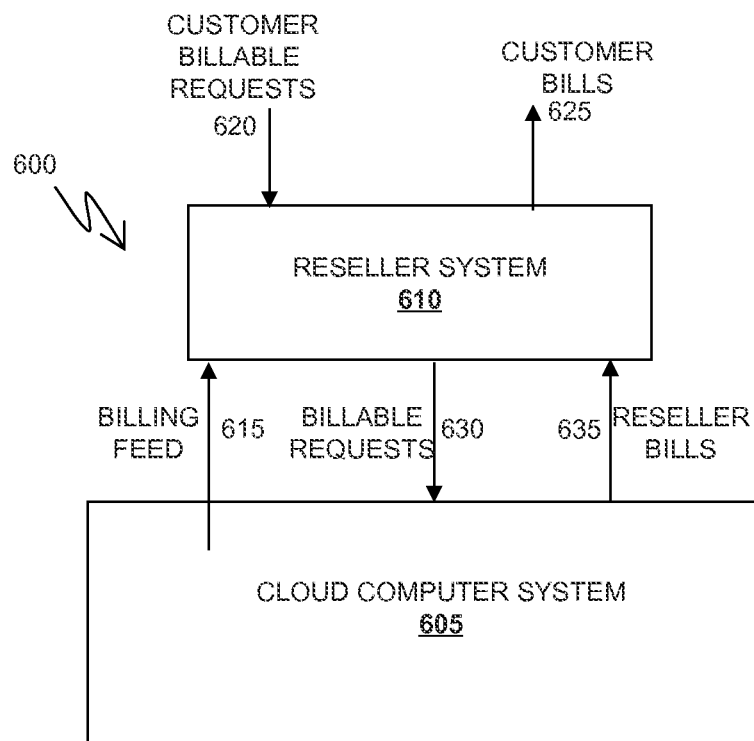 CUSTOMER
BILLABLE
REQUESTS
620
CUSTOMER
BILLS
625
600
RESELLER SYSTEM
610
BILLING
FEED
615
BILLABLE
REQUESTS
630
635
RESELLER
BILLS
CLOUD COMPUTER SYSTEM
605